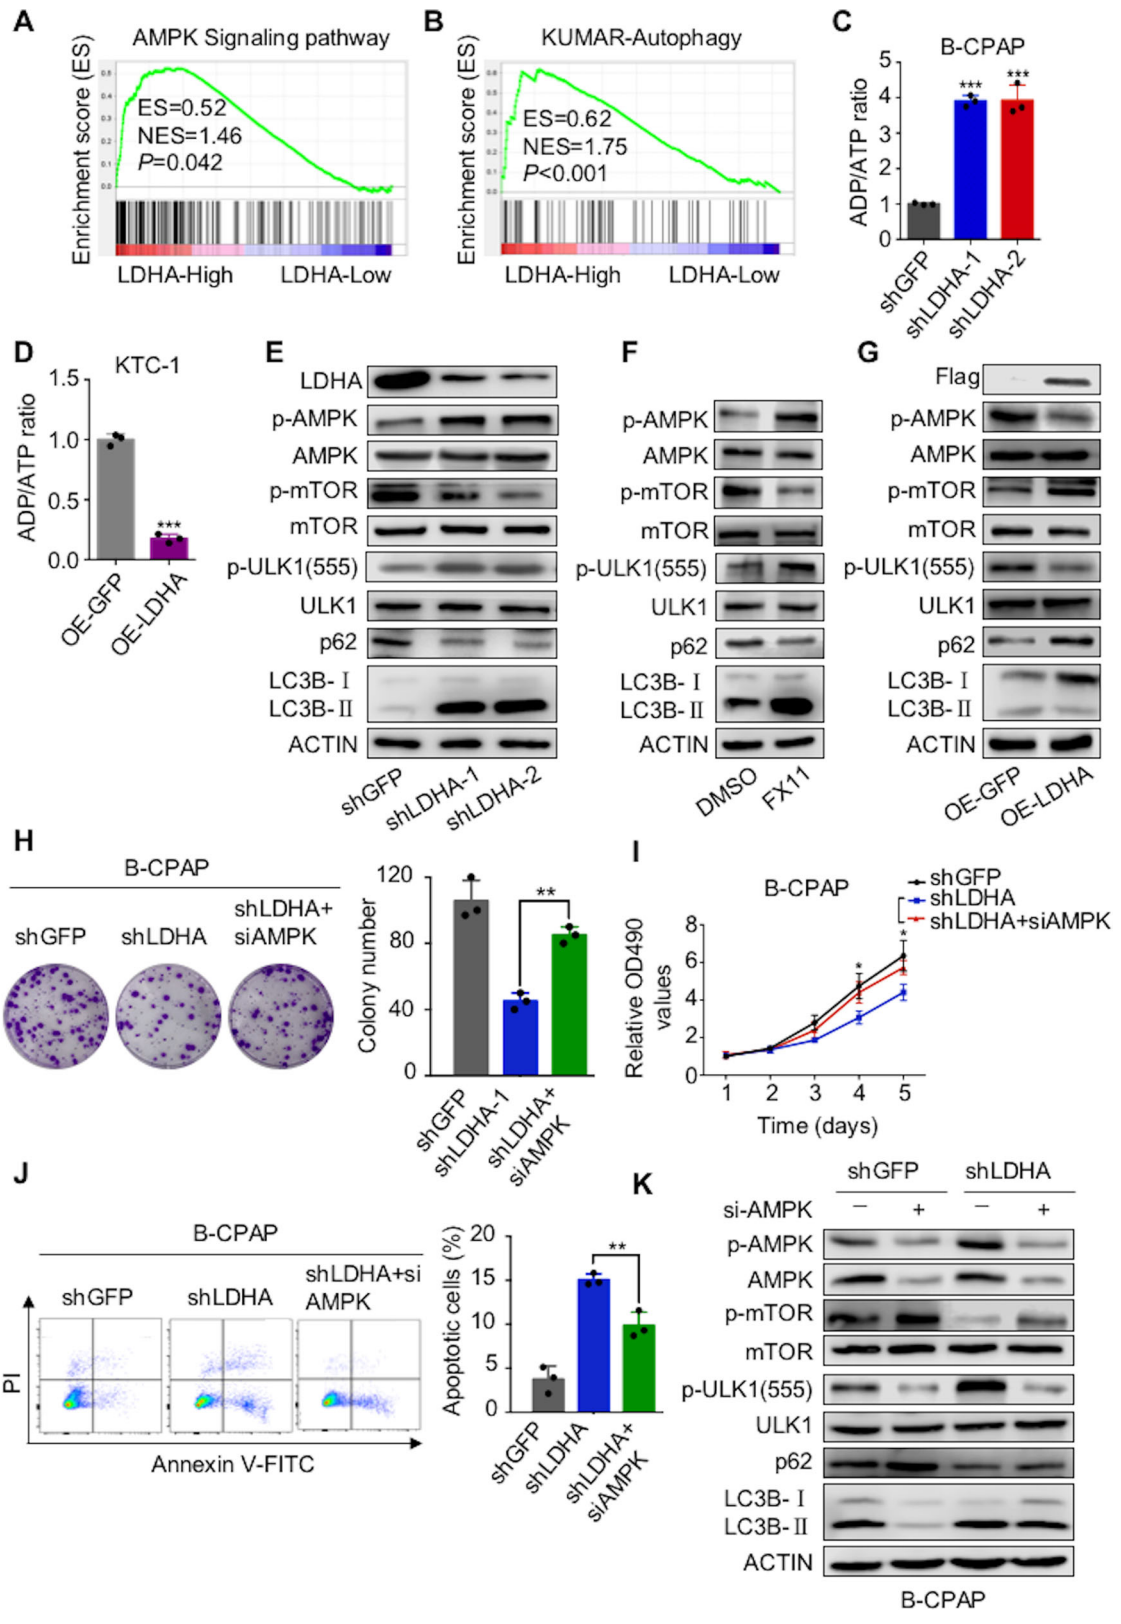 A
AMPK Signaling pathway
Enrichment score (ES)
ES=0.52
NES=1.46
P=0.042
LDHA-High
LDHA-Low
B
KUMAR-Autophagy
Enrichment score (ES)
ES=0.62
NES=1.75
P<0.001
LDHA-High
LDHA-Low
C
B-CPAP
ADP/ATP ratio
5
4
3
2
1
0
***
***
shGFP
shLDHA-1
shLDHA-2
D
KTC-1
ADP/ATP ratio
1.5
1.0
0.5
0.0
***
OE-GFP
OE-LDHA
E
LDHA
p-AMPK
AMPK
p-mTOR
mTOR
p-ULK1(555)
ULK1
p62
LC3B-Ⅰ
LC3B-Ⅱ
ACTIN
shGFP
shLDHA-1
shLDHA-2
F
p-AMPK
AMPK
p-mTOR
mTOR
p-ULK1(555)
ULK1
p62
LC3B-Ⅰ
LC3B-Ⅱ
ACTIN
DMSO
FX11
G
Flag
p-AMPK
AMPK
p-mTOR
mTOR
p-ULK1(555)
ULK1
p62
LC3B-Ⅰ
LC3B-Ⅱ
ACTIN
OE-GFP
OE-LDHA
H
B-CPAP
shGFP
shLDHA
shLDHA+
siAMPK
Colony number
120
80
40
0
**
shGFP
shLDHA-1
shLDHA+
siAMPK
I
B-CPAP
shGFP
shLDHA
shLDHA+siAMPK
Relative OD490
values
8
6
4
2
0
*
*
1 2 3 4 5
Time (days)
J
B-CPAP
shGFP
shLDHA
shLDHA+si
AMPK
PI
Annexin V-FITC
Apoptotic cells (%)
20
15
10
5
0
**
shGFP
shLDHA
shLDHA+
siAMPK
K
shGFP
shLDHA
si-AMPK − + − +
p-AMPK
AMPK
p-mTOR
mTOR
p-ULK1(555)
ULK1
p62
LC3B-Ⅰ
LC3B-Ⅱ
ACTIN
B-CPAP